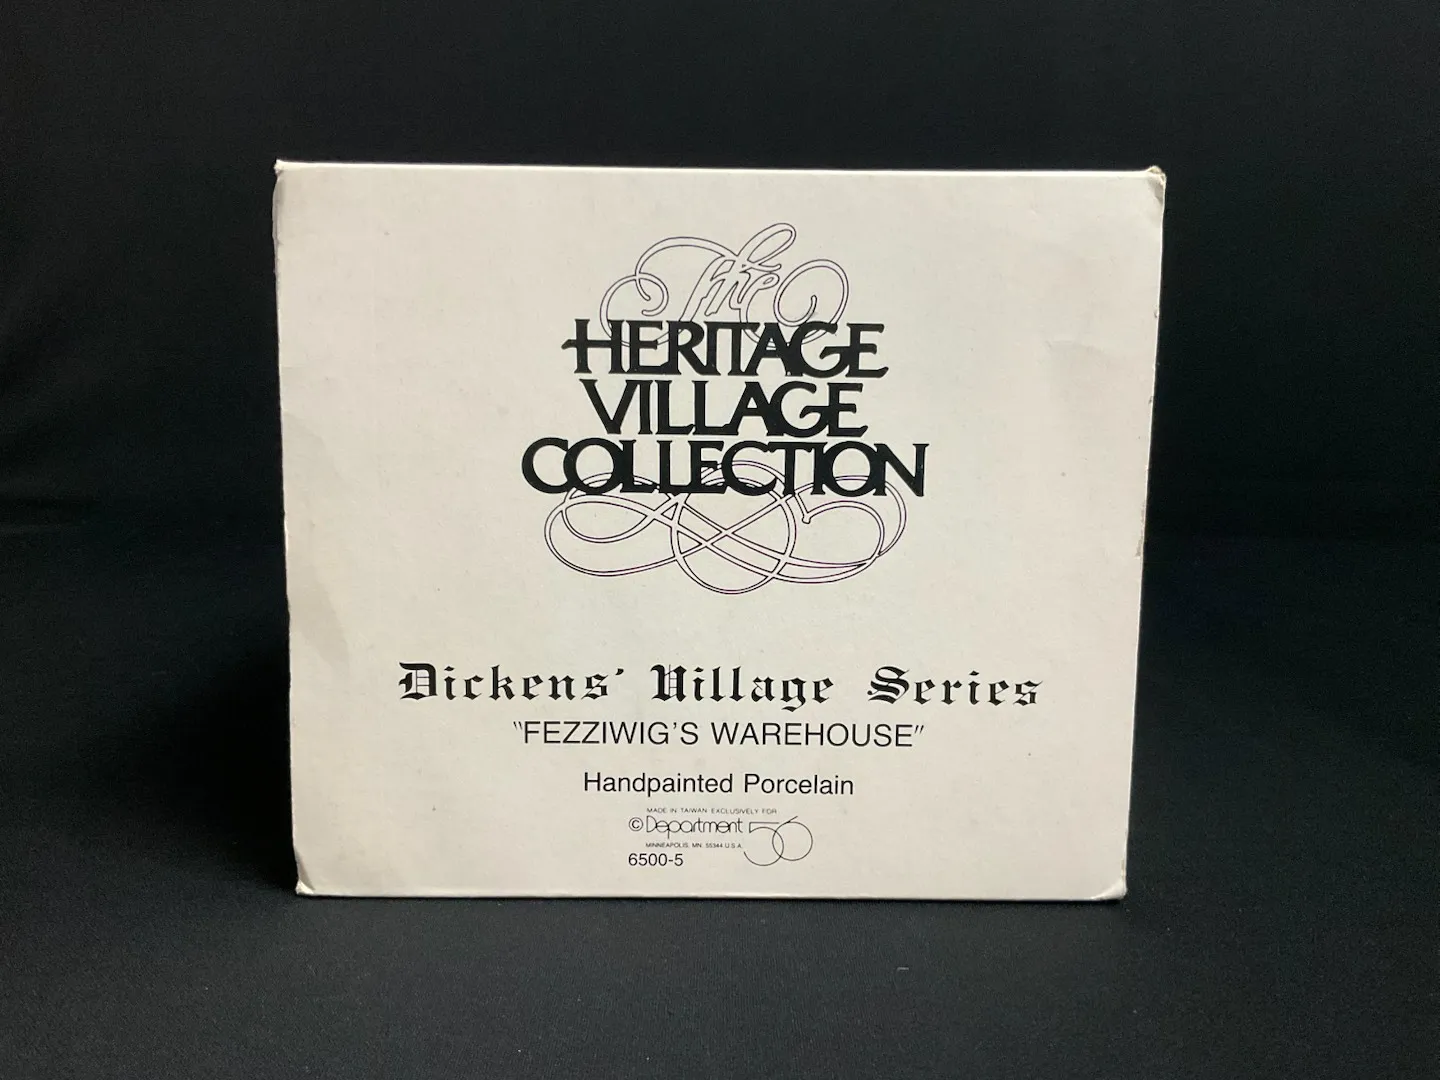 The
HERITAGE
VILLAGE
COLLECTION
Dickens' Village Series
"FEZZIWIG'S WAREHOUSE"
Handpainted Porcelain
MADE IN TAIWAN EXCLUSIVELY FOR
© Department 56
MINNEAPOLIS, MN 55344 U.S.A.
6500-5